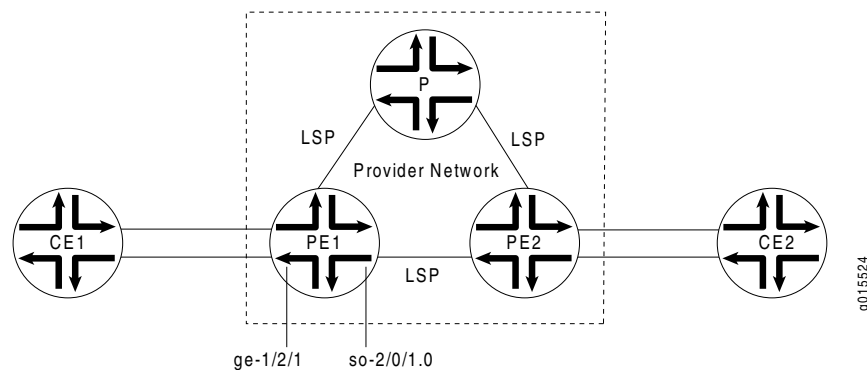 P
LSP
LSP
Provider Network
CE1
PE1
PE2
CE2
LSP
ge-1/2/1
so-2/0/1.0
g015524